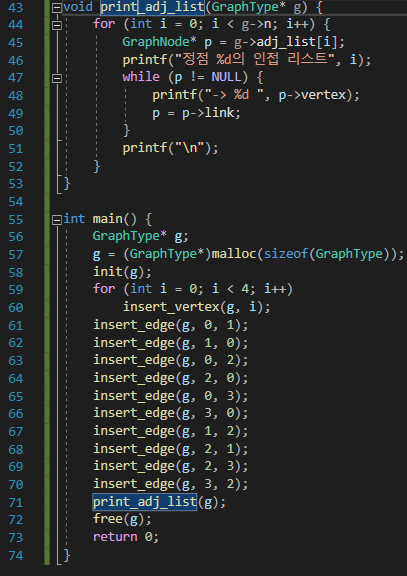 43 void print_adj_list(GraphType* g) {
44 for (int i = 0; i < g->n; i++) {
45 GraphNode* p = g->adj_list[i];
46 printf("정점 %d의 인접 리스트", i);
47 while (p != NULL) {
48 printf("-> %d ", p->vertex);
49 p = p->link;
50 }
51 printf("\n");
52 }
53 }
54
55 int main() {
56 GraphType* g;
57 g = (GraphType*)malloc(sizeof(GraphType));
58 init(g);
59 for (int i = 0; i < 4; i++)
60 insert_vertex(g, i);
61 insert_edge(g, 0, 1);
62 insert_edge(g, 1, 0);
63 insert_edge(g, 0, 2);
64 insert_edge(g, 2, 0);
65 insert_edge(g, 0, 3);
66 insert_edge(g, 3, 0);
67 insert_edge(g, 1, 2);
68 insert_edge(g, 2, 1);
69 insert_edge(g, 2, 3);
70 insert_edge(g, 3, 2);
71 print_adj_list(g);
72 free(g);
73 return 0;
74 }